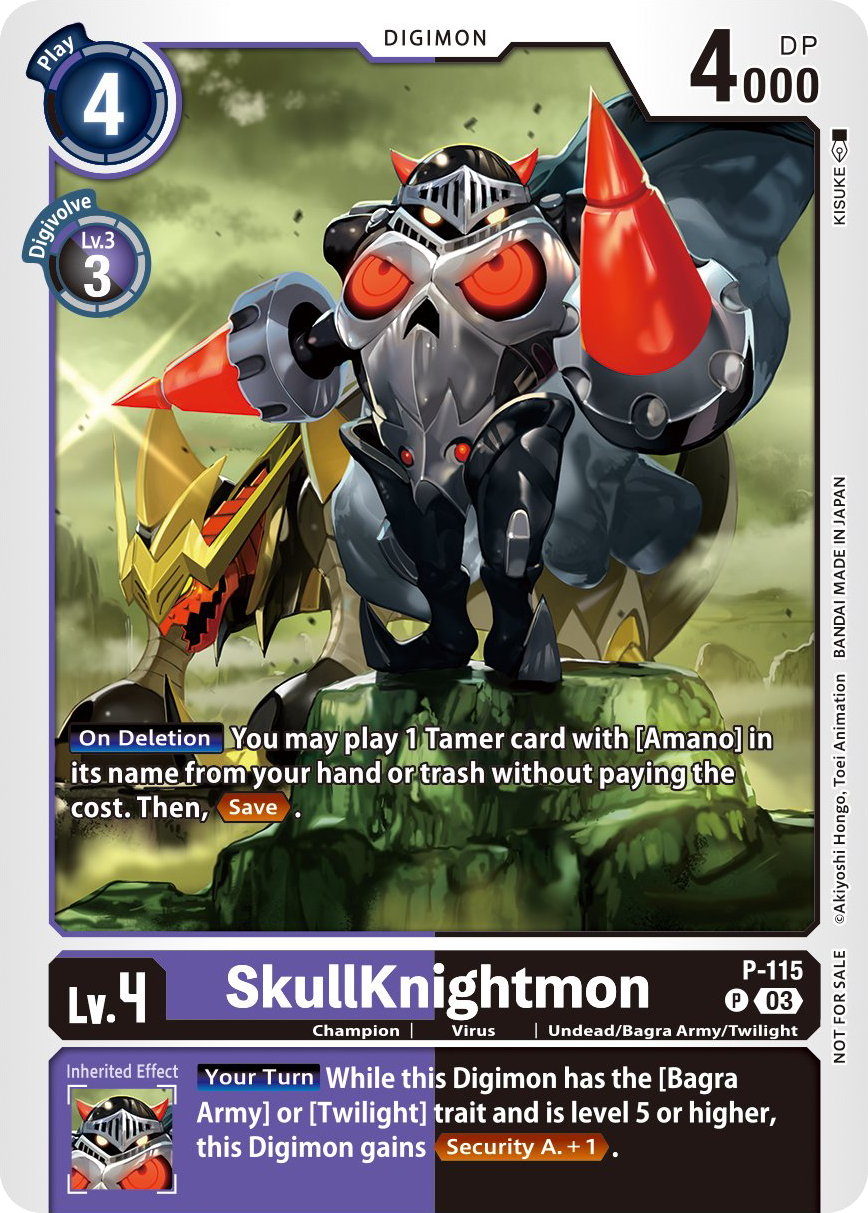 DIGIMON
Play
4
DP
4000
Digivolve
Lv.3
3
KISUKE
BANDAI MADE IN JAPAN
©Akiyoshi Hongo, Toei Animation
NOT FOR SALE
On Deletion You may play 1 Tamer card with [Amano] in
its name from your hand or trash without paying the
cost. Then, Save.
Lv.4
SkullKnightmon
P-115
P 03
Champion | Virus | Undead/Bagra Army/Twilight
Inherited Effect
Your Turn While this Digimon has the [Bagra
Army] or [Twilight] trait and is level 5 or higher,
this Digimon gains Security A. + 1.